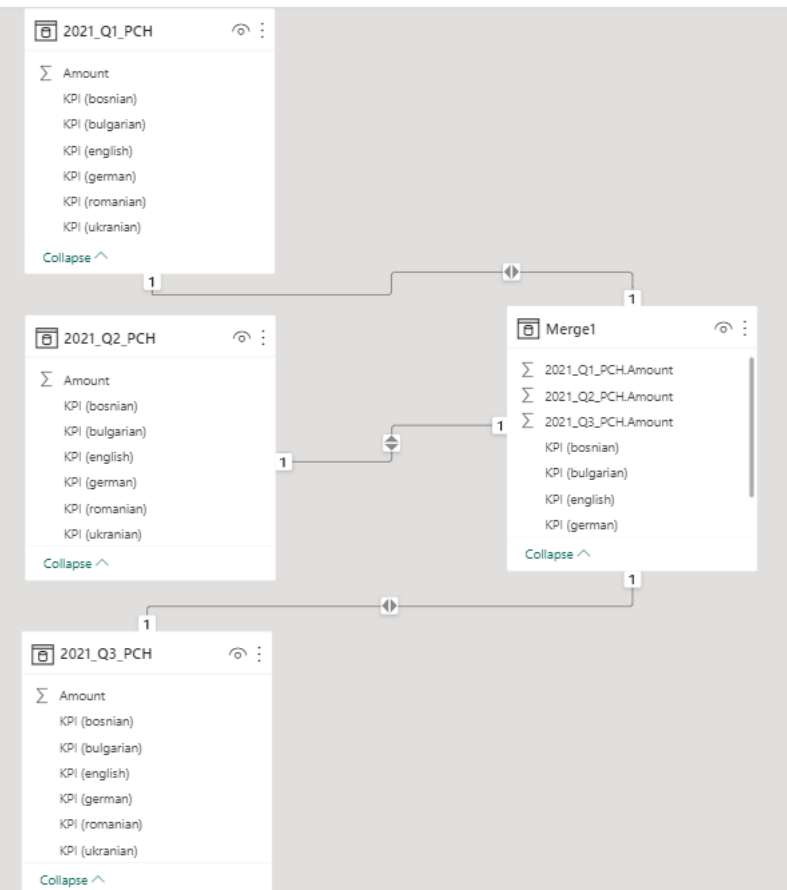 2021_Q1_PCH
Σ Amount
KPI (bosnian)
KPI (bulgarian)
KPI (english)
KPI (german)
KPI (romanian)
KPI (ukranian)
Collapse
1
1
2021_Q2_PCH
Σ Amount
KPI (bosnian)
KPI (bulgarian)
KPI (english)
KPI (german)
KPI (romanian)
KPI (ukranian)
Collapse
1
1
Merge1
Σ 2021_Q1_PCH.Amount
Σ 2021_Q2_PCH.Amount
Σ 2021_Q3_PCH.Amount
KPI (bosnian)
KPI (bulgarian)
KPI (english)
KPI (german)
Collapse
1
1
2021_Q3_PCH
Σ Amount
KPI (bosnian)
KPI (bulgarian)
KPI (english)
KPI (german)
KPI (romanian)
KPI (ukranian)
Collapse